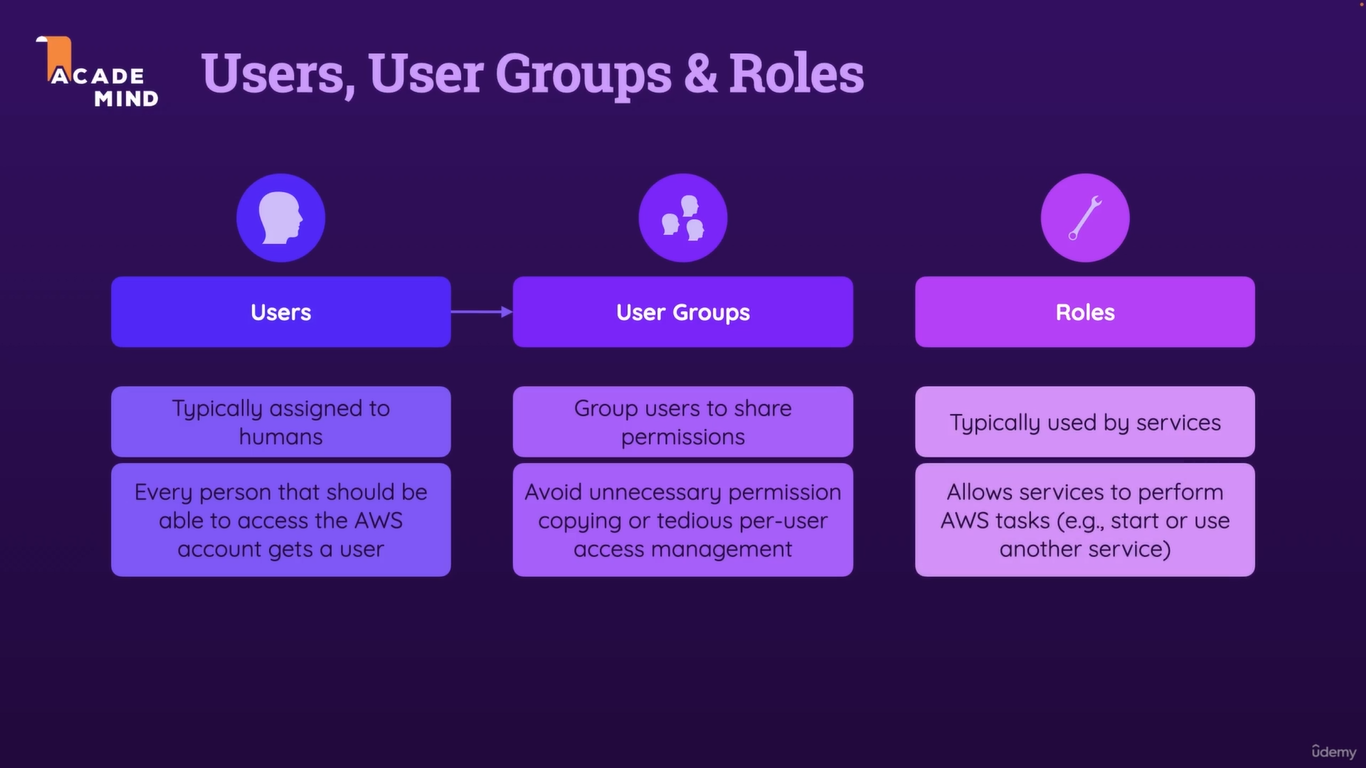 ACADE
MIND
Users, User Groups & Roles
Users
User Groups
Roles
Typically assigned to
humans
Group users to share
permissions
Typically used by services
Every person that should be
able to access the AWS
account gets a user
Avoid unnecessary permission
copying or tedious per-user
access management
Allows services to perform
AWS tasks (e.g., start or use
another service)
udemy